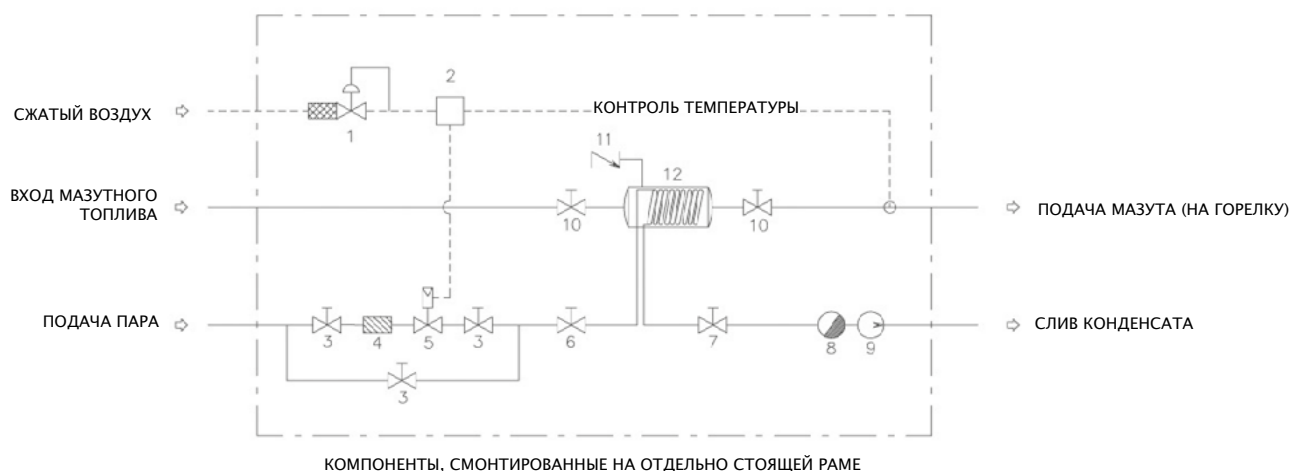 2
СЖАТЫЙ ВОЗДУХ
КОНТРОЛЬ ТЕМПЕРАТУРЫ
1
11
12
ВХОД МАЗУТНОГО
ТОПЛИВА
10
10
ПОДАЧА МАЗУТА (НА ГОРЕЛКУ)
ПОДАЧА ПАРА
3
4
5
3
6
7
8
9
СЛИВ КОНДЕНСАТА
3
КОМПОНЕНТЫ, СМОНТИРОВАННЫЕ НА ОТДЕЛЬНО СТОЯЩЕЙ РАМЕ